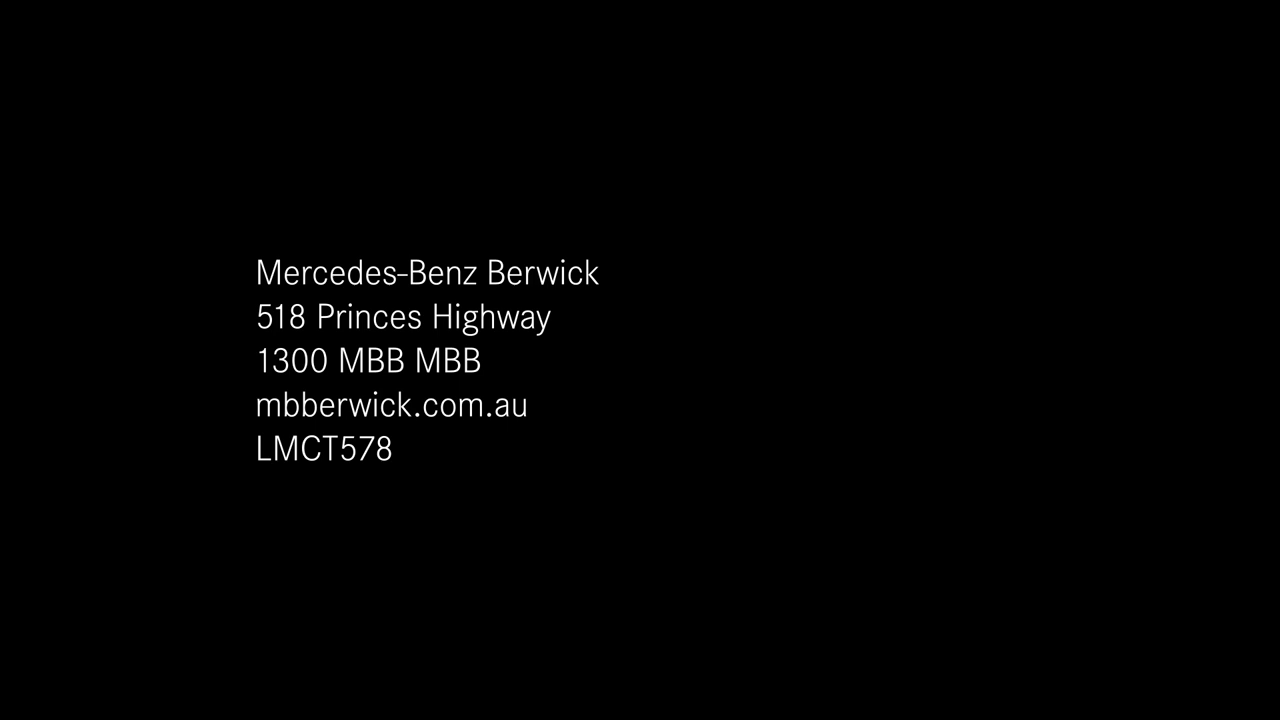 Mercedes-Benz Berwick
518 Princes Highway
1300 MBB MBB
mbberwick.com.au
LMCT578